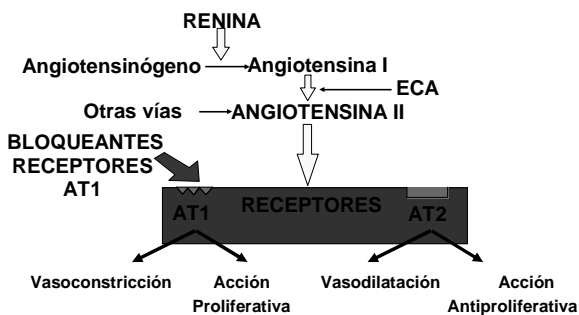 RENINA
Angiotensinógeno
Angiotensina I
ECA
Otras vías
ANGIOTENSINA II
BLOQUEANTES
RECEPTORES
AT1
RECEPTORES
AT1
AT2
Vasoconstricción
Acción
Proliferativa
Vasodilatación
Acción
Antiproliferativa